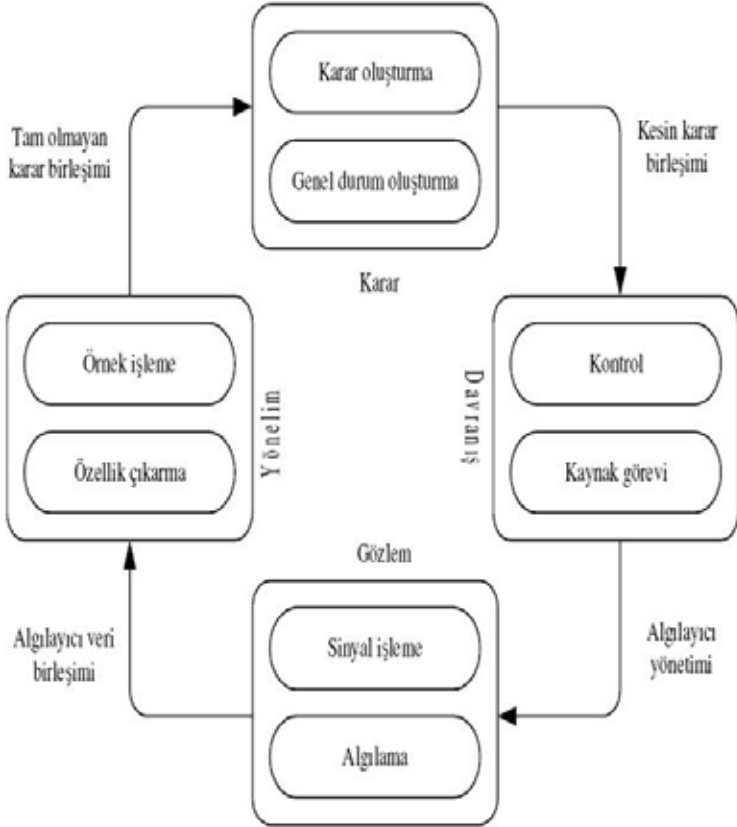 Karar oluşturma
Genel durum oluşturma
Karar
Tam olmayan
karar birleşimi
Kesin karar
birleşimi
Örnek işleme
Özellik çıkarma
Yönelim
Davranış
Kontrol
Kaynak görevi
Gözlem
Sinyal işleme
Algılama
Algılayıcı veri
birleşimi
Algılayıcı
yönetimi